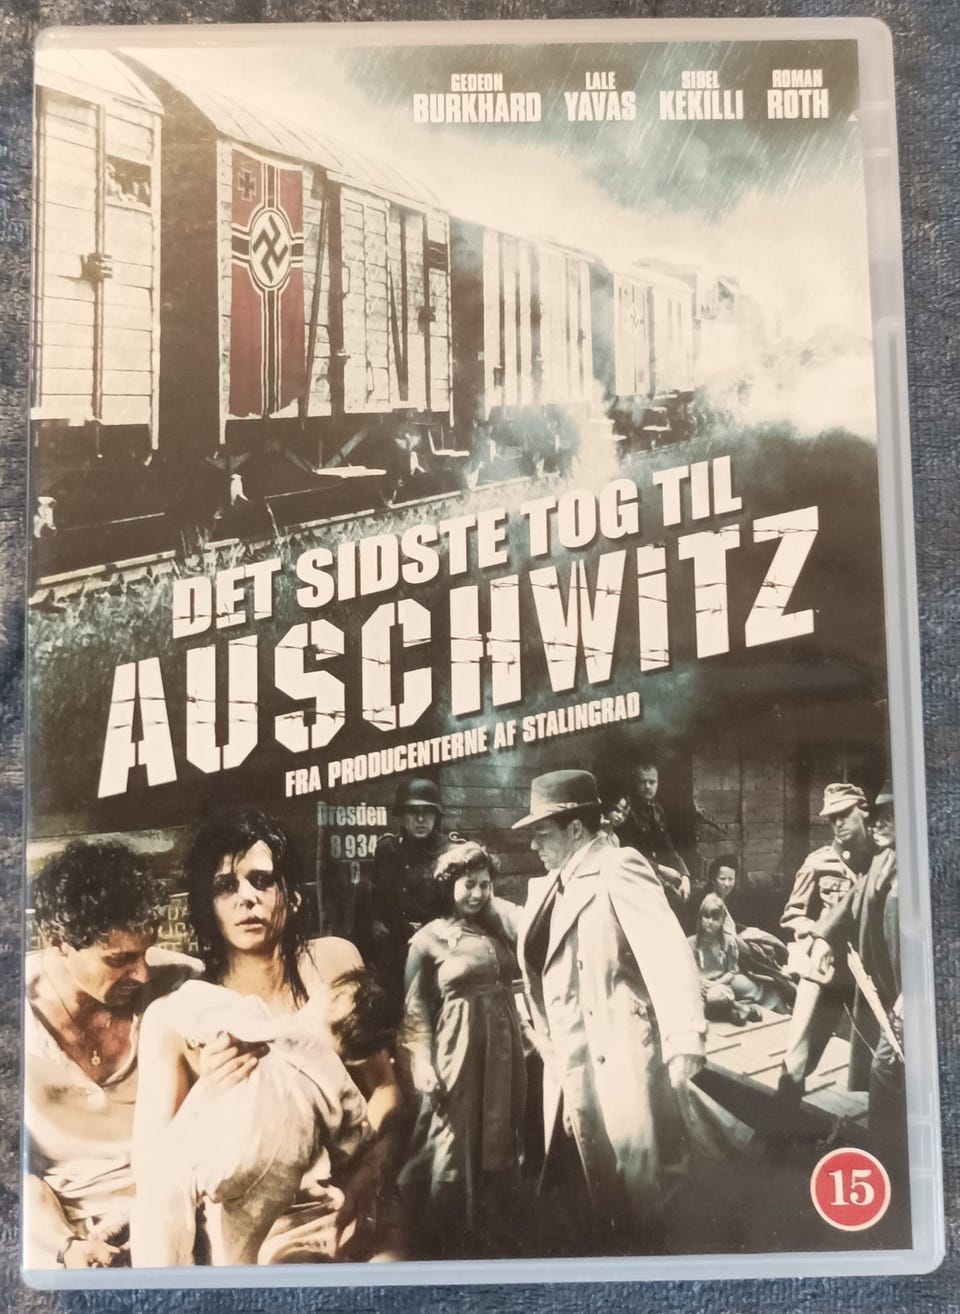 GEDEON LALE SIBEL ROMAN
BURKHARD YAVAS KEKILLI ROTH
DET SIDSTE TOG TIL
AUSCHWITZ
FRA PRODUCENTERNE AF STALINGRAD
Dresden
8934
15